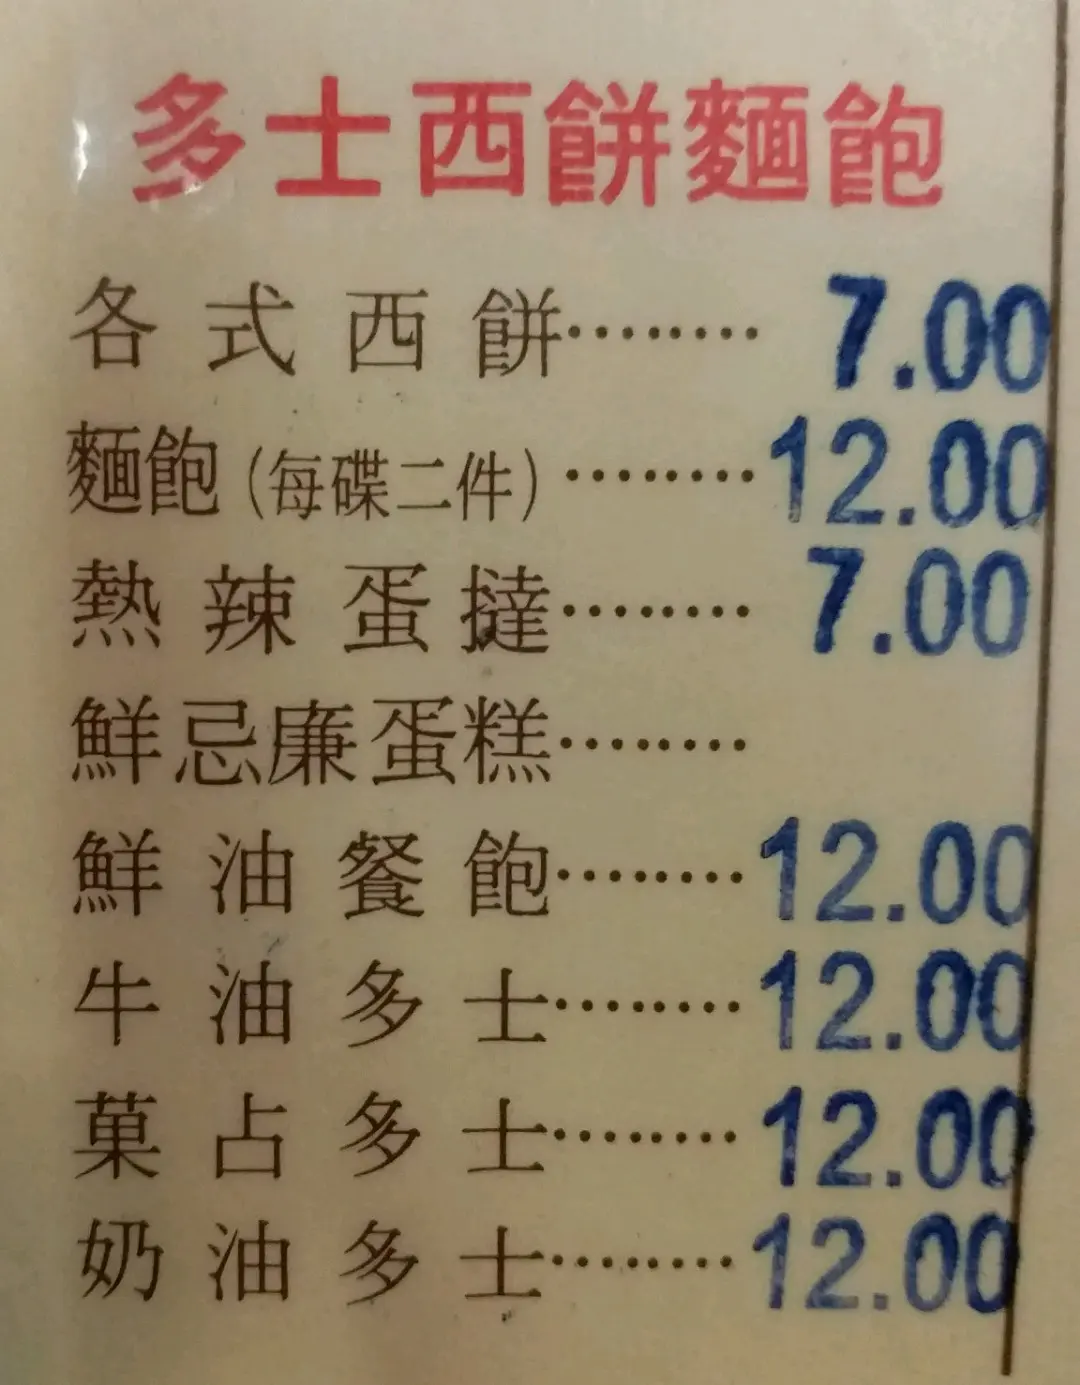 多士西餅麵飽
各式西餅········ 7.00
麵飽(每碟二件)········12.00
熱辣蛋撻········ 7.00
鮮忌廉蛋糕········
鮮油餐飽········12.00
牛油多士········12.00
菓占多士········12.00
奶油多士········12.00